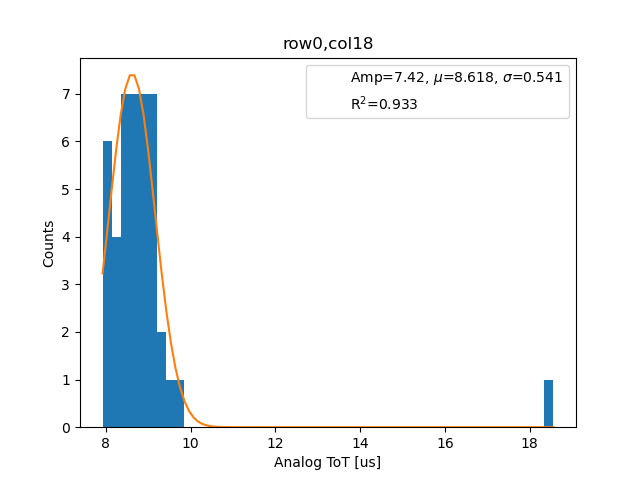 row0,col18
Amp=7.42, μ=8.618, σ=0.541
R²=0.933
7
6
5
4
3
2
1
0
Counts
8 10 12 14 16 18
Analog ToT [us]